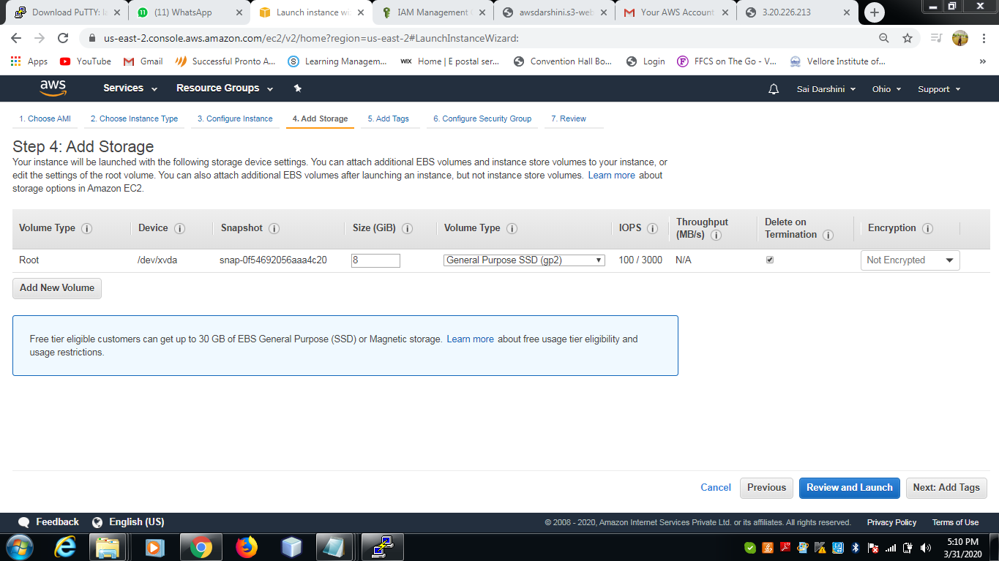 Download PuTTY: la
(11) WhatsApp
Launch instance wi
IAM Management
awsdarshini.s3-web
Your AWS Account
3.20.226.213
us-east-2.console.aws.amazon.com/ec2/v2/home?region=us-east-2#LaunchInstanceWizard:
Apps
YouTube
Gmail
Successful Pronto A...
Learning Managem...
WIX Home | E postal ser...
Convention Hall Bo...
Login
FFCS on The Go - V...
Vellore Institute of...
»
aws
Services
Resource Groups
Sai Darshini
Ohio
Support
1. Choose AMI
2. Choose Instance Type
3. Configure Instance
4. Add Storage
5. Add Tags
6. Configure Security Group
7. Review
Step 4: Add Storage
Your instance will be launched with the following storage device settings. You can attach additional EBS volumes and instance store volumes to your instance, or
edit the settings of the root volume. You can also attach additional EBS volumes after launching an instance, but not instance store volumes. Learn more about
storage options in Amazon EC2.
Volume Type
Device
Snapshot
Size (GiB)
Volume Type
IOPS
Throughput
(MB/s)
Delete on
Termination
Encryption
Root
/dev/xvda
snap-0f54692056aaa4c20
8
General Purpose SSD (gp2)
100 / 3000
N/A
Not Encrypted
Add New Volume
Free tier eligible customers can get up to 30 GB of EBS General Purpose (SSD) or Magnetic storage. Learn more about free usage tier eligibility and
usage restrictions.
Cancel
Previous
Review and Launch
Next: Add Tags
Feedback
English (US)
© 2008 - 2020, Amazon Internet Services Private Ltd. or its affiliates. All rights reserved.
Privacy Policy
Terms of Use
5:10 PM
3/31/2020